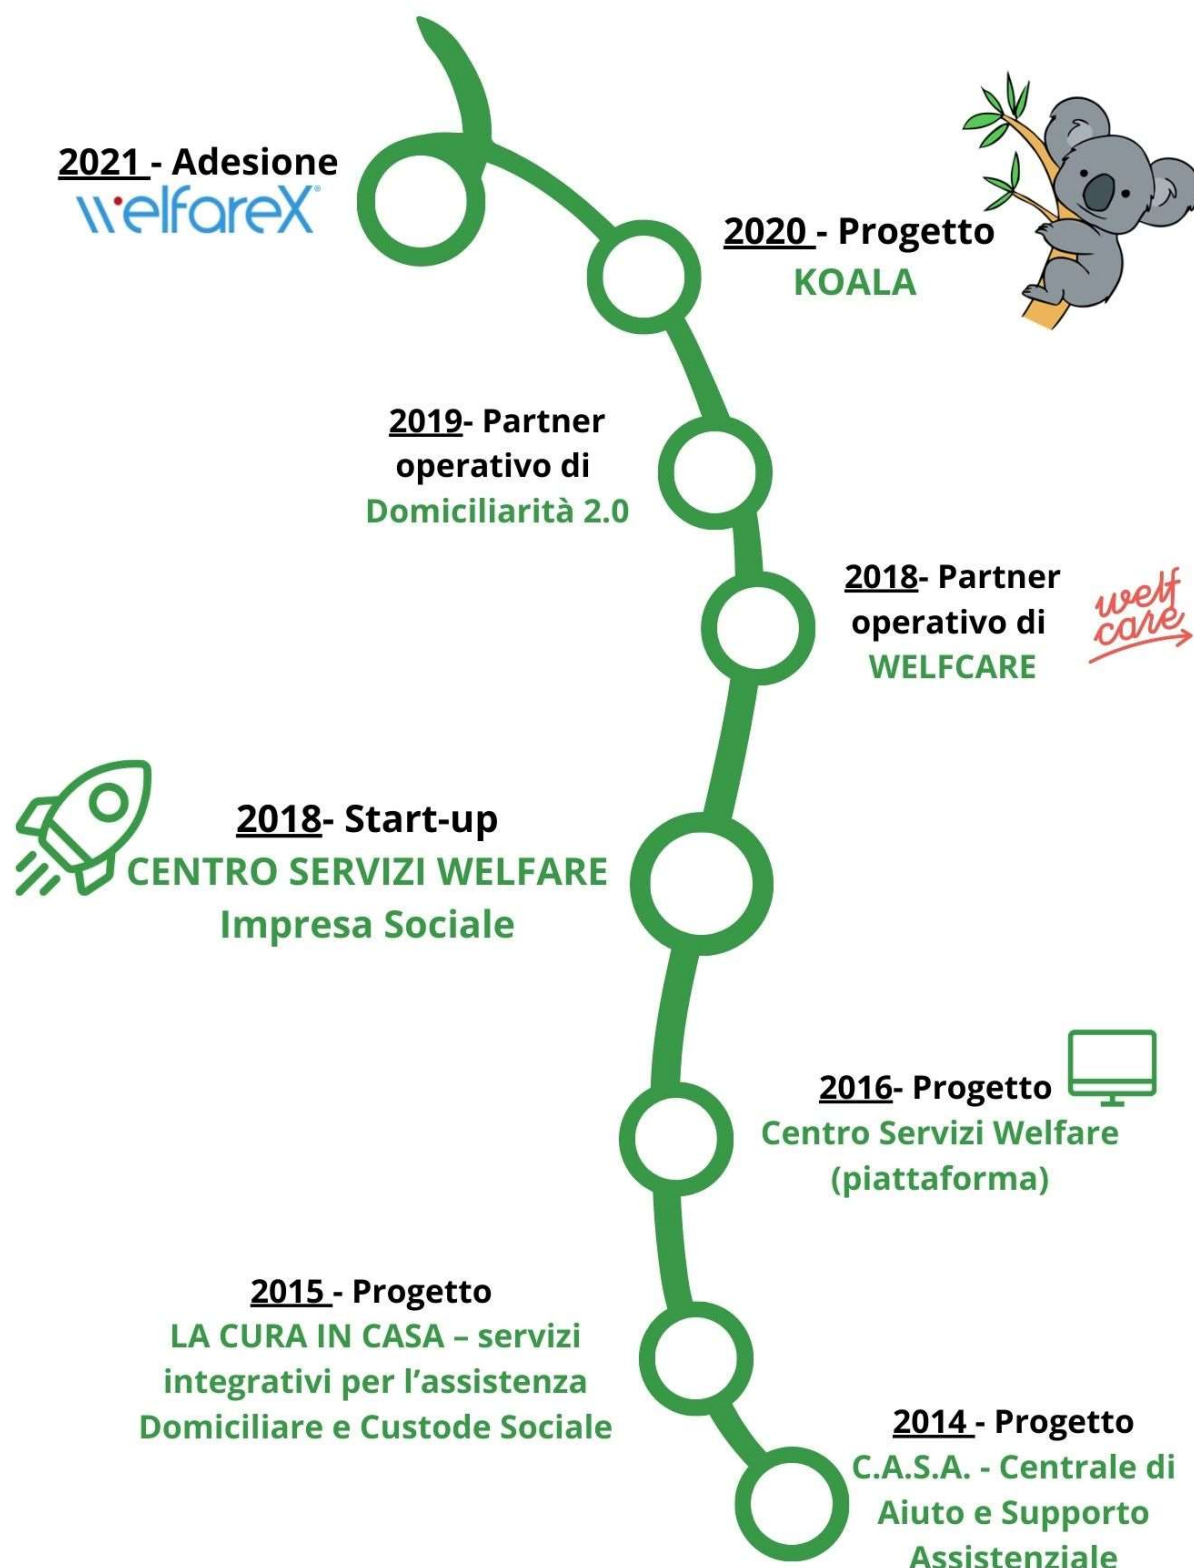 2021 - Adesione
WelfareX®
2020 - Progetto
KOALA
2019- Partner
operativo di
Domiciliarità 2.0
2018- Partner
operativo di
WELFCARE
welf
care
2018- Start-up
CENTRO SERVIZI WELFARE
Impresa Sociale
2016- Progetto
Centro Servizi Welfare
(piattaforma)
2015 - Progetto
LA CURA IN CASA – servizi
integrativi per l’assistenza
Domiciliare e Custode Sociale
2014 - Progetto
C.A.S.A. - Centrale di
Aiuto e Supporto
Assistenziale